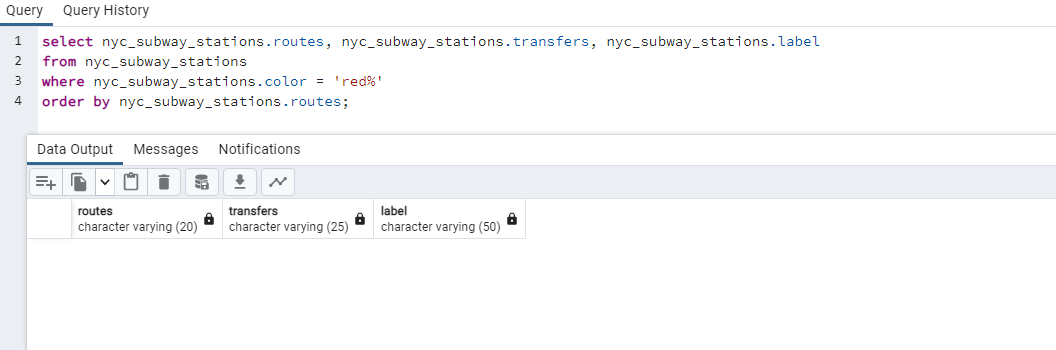 Query Query History
1 select nyc_subway_stations.routes, nyc_subway_stations.transfers, nyc_subway_stations.label
2 from nyc_subway_stations
3 where nyc_subway_stations.color = 'red%'
4 order by nyc_subway_stations.routes;
Data Output Messages Notifications
routes transfers label
character varying (20) character varying (25) character varying (50)